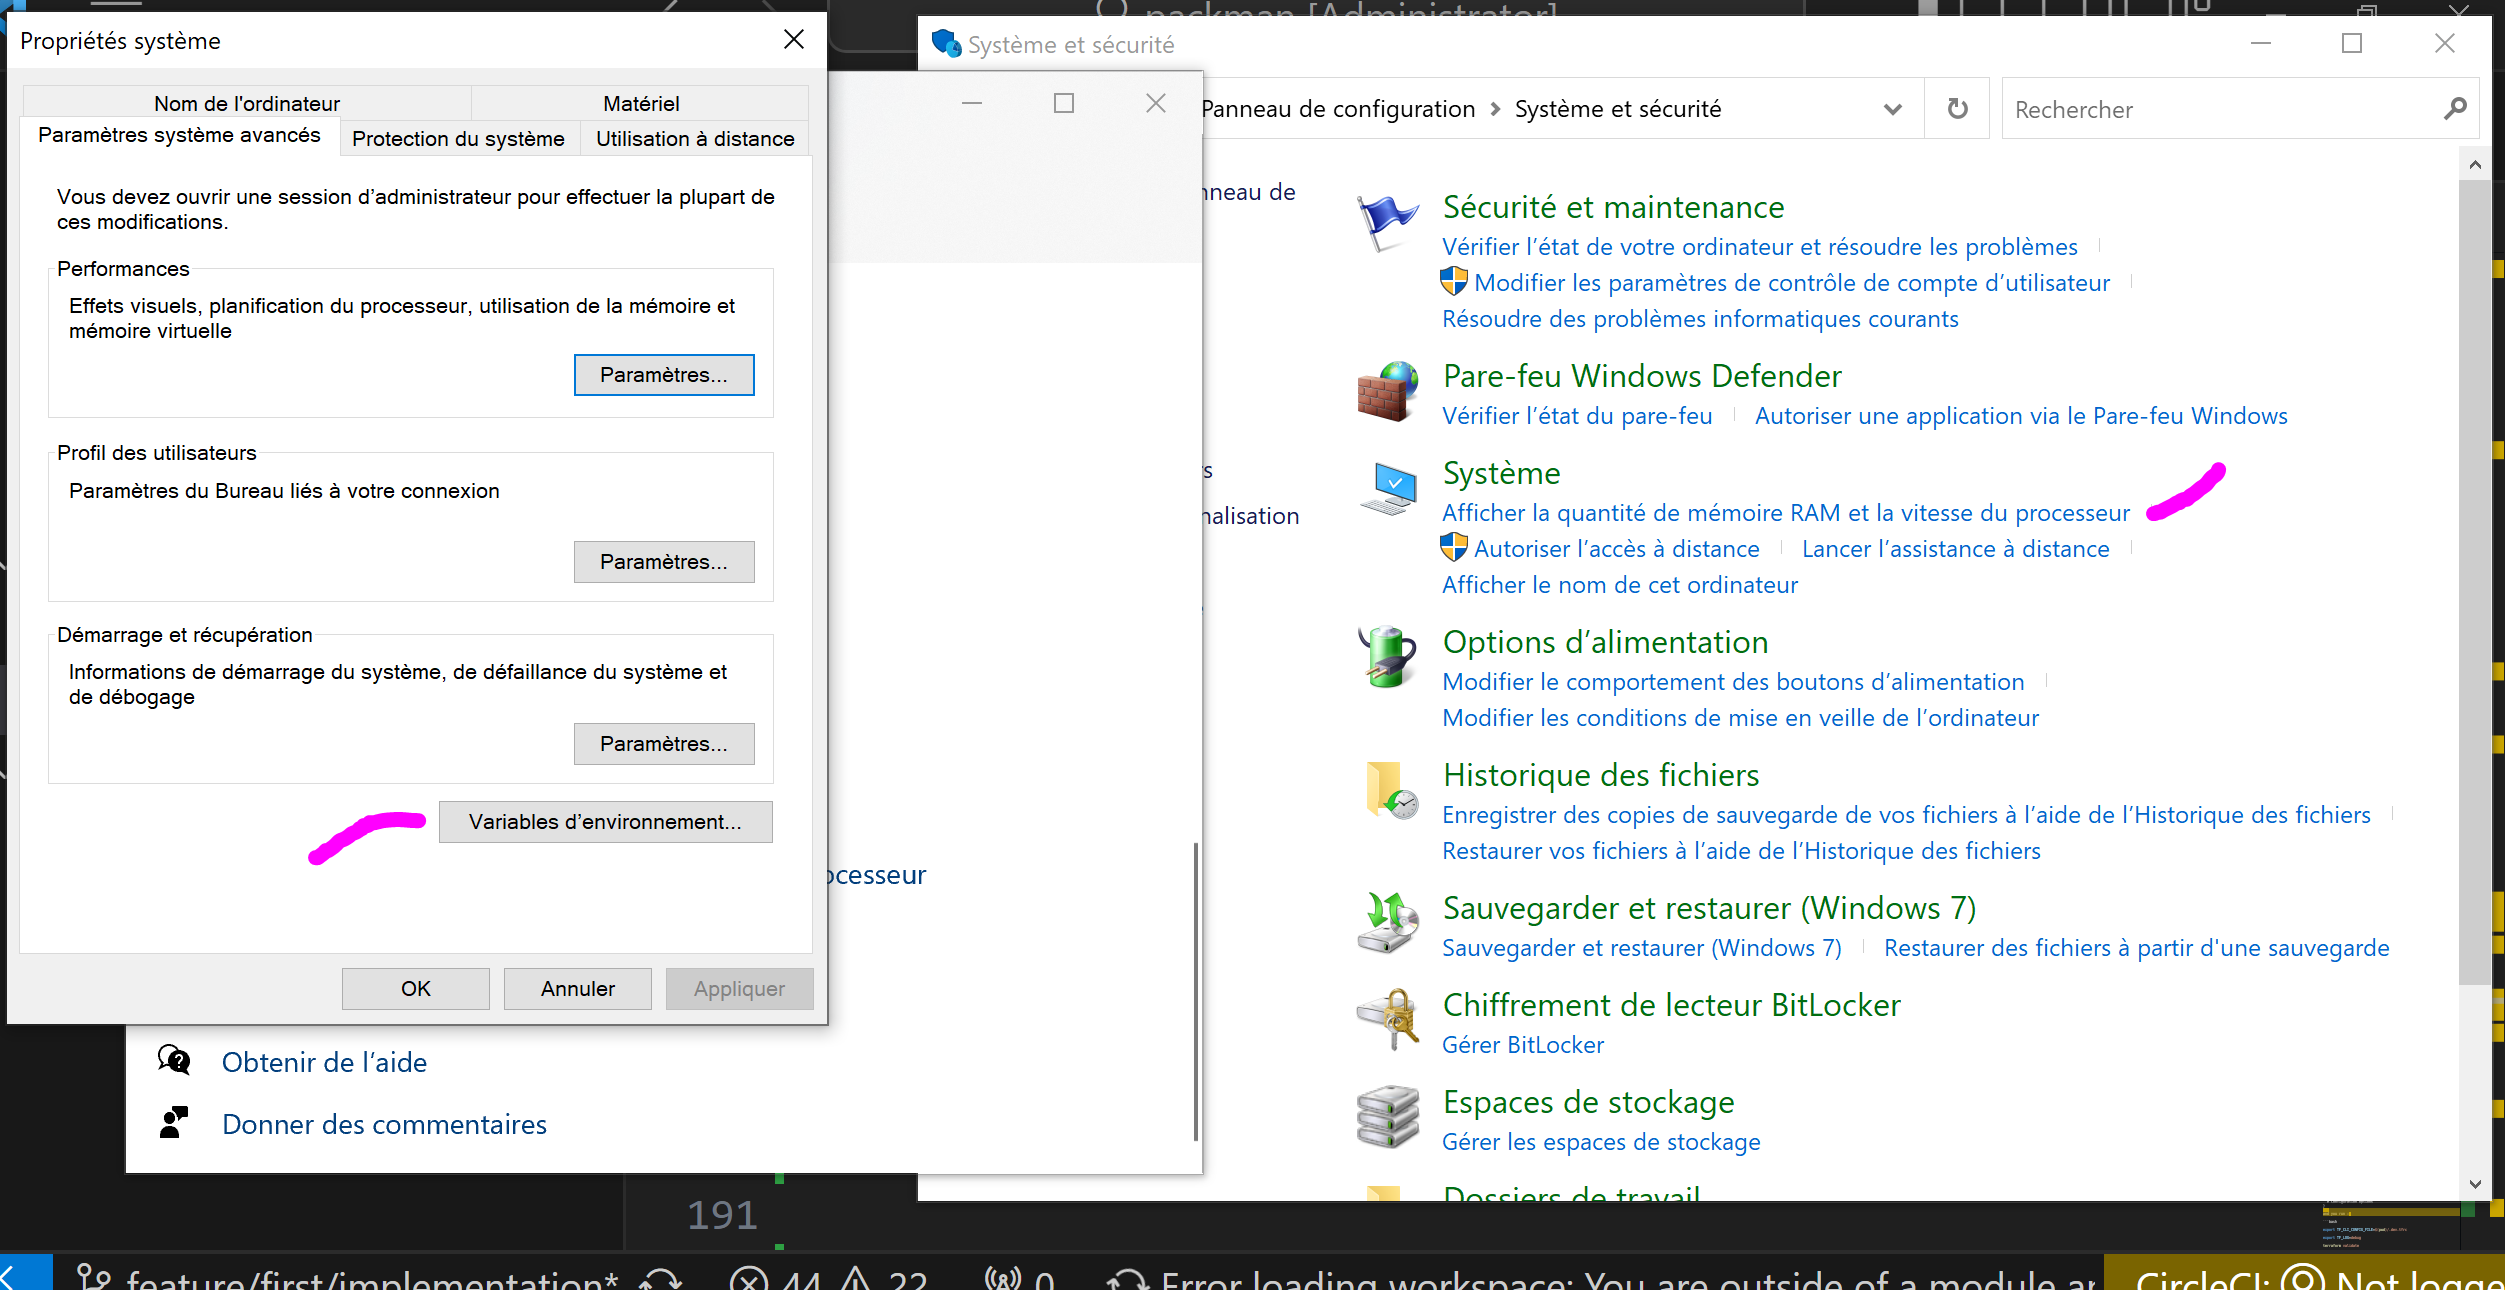 packman [Administrator]
Propriétés système
Nom de l'ordinateur
Matériel
Paramètres système avancés
Protection du système
Utilisation à distance
Vous devez ouvrir une session d’administrateur pour effectuer la plupart de
ces modifications.
Performances
Effets visuels, planification du processeur, utilisation de la mémoire et
mémoire virtuelle
Paramètres...
Profil des utilisateurs
Paramètres du Bureau liés à votre connexion
Paramètres...
Démarrage et récupération
Informations de démarrage du système, de défaillance du système et
de débogage
Paramètres...
Variables d’environnement...
OK
Annuler
Appliquer
ocesseur
Obtenir de l’aide
Donner des commentaires
Système et sécurité
Panneau de configuration > Système et sécurité
Rechercher
nneau de
rs
nalisation
Sécurité et maintenance
Vérifier l’état de votre ordinateur et résoudre les problèmes
Modifier les paramètres de contrôle de compte d’utilisateur
Résoudre des problèmes informatiques courants
Pare-feu Windows Defender
Vérifier l’état du pare-feu
Autoriser une application via le Pare-feu Windows
Système
Afficher la quantité de mémoire RAM et la vitesse du processeur
Autoriser l’accès à distance
Lancer l’assistance à distance
Afficher le nom de cet ordinateur
Options d’alimentation
Modifier le comportement des boutons d’alimentation
Modifier les conditions de mise en veille de l’ordinateur
Historique des fichiers
Enregistrer des copies de sauvegarde de vos fichiers à l’aide de l’Historique des fichiers
Restaurer vos fichiers à l’aide de l’Historique des fichiers
Sauvegarder et restaurer (Windows 7)
Sauvegarder et restaurer (Windows 7)
Restaurer des fichiers à partir d'une sauvegarde
Chiffrement de lecteur BitLocker
Gérer BitLocker
Espaces de stockage
Gérer les espaces de stockage
Dossiers de travail
191
feature/first/implementation*
44
22
0
Error loading workspace: You are outside of a module ar
CircleCI:
Not logge